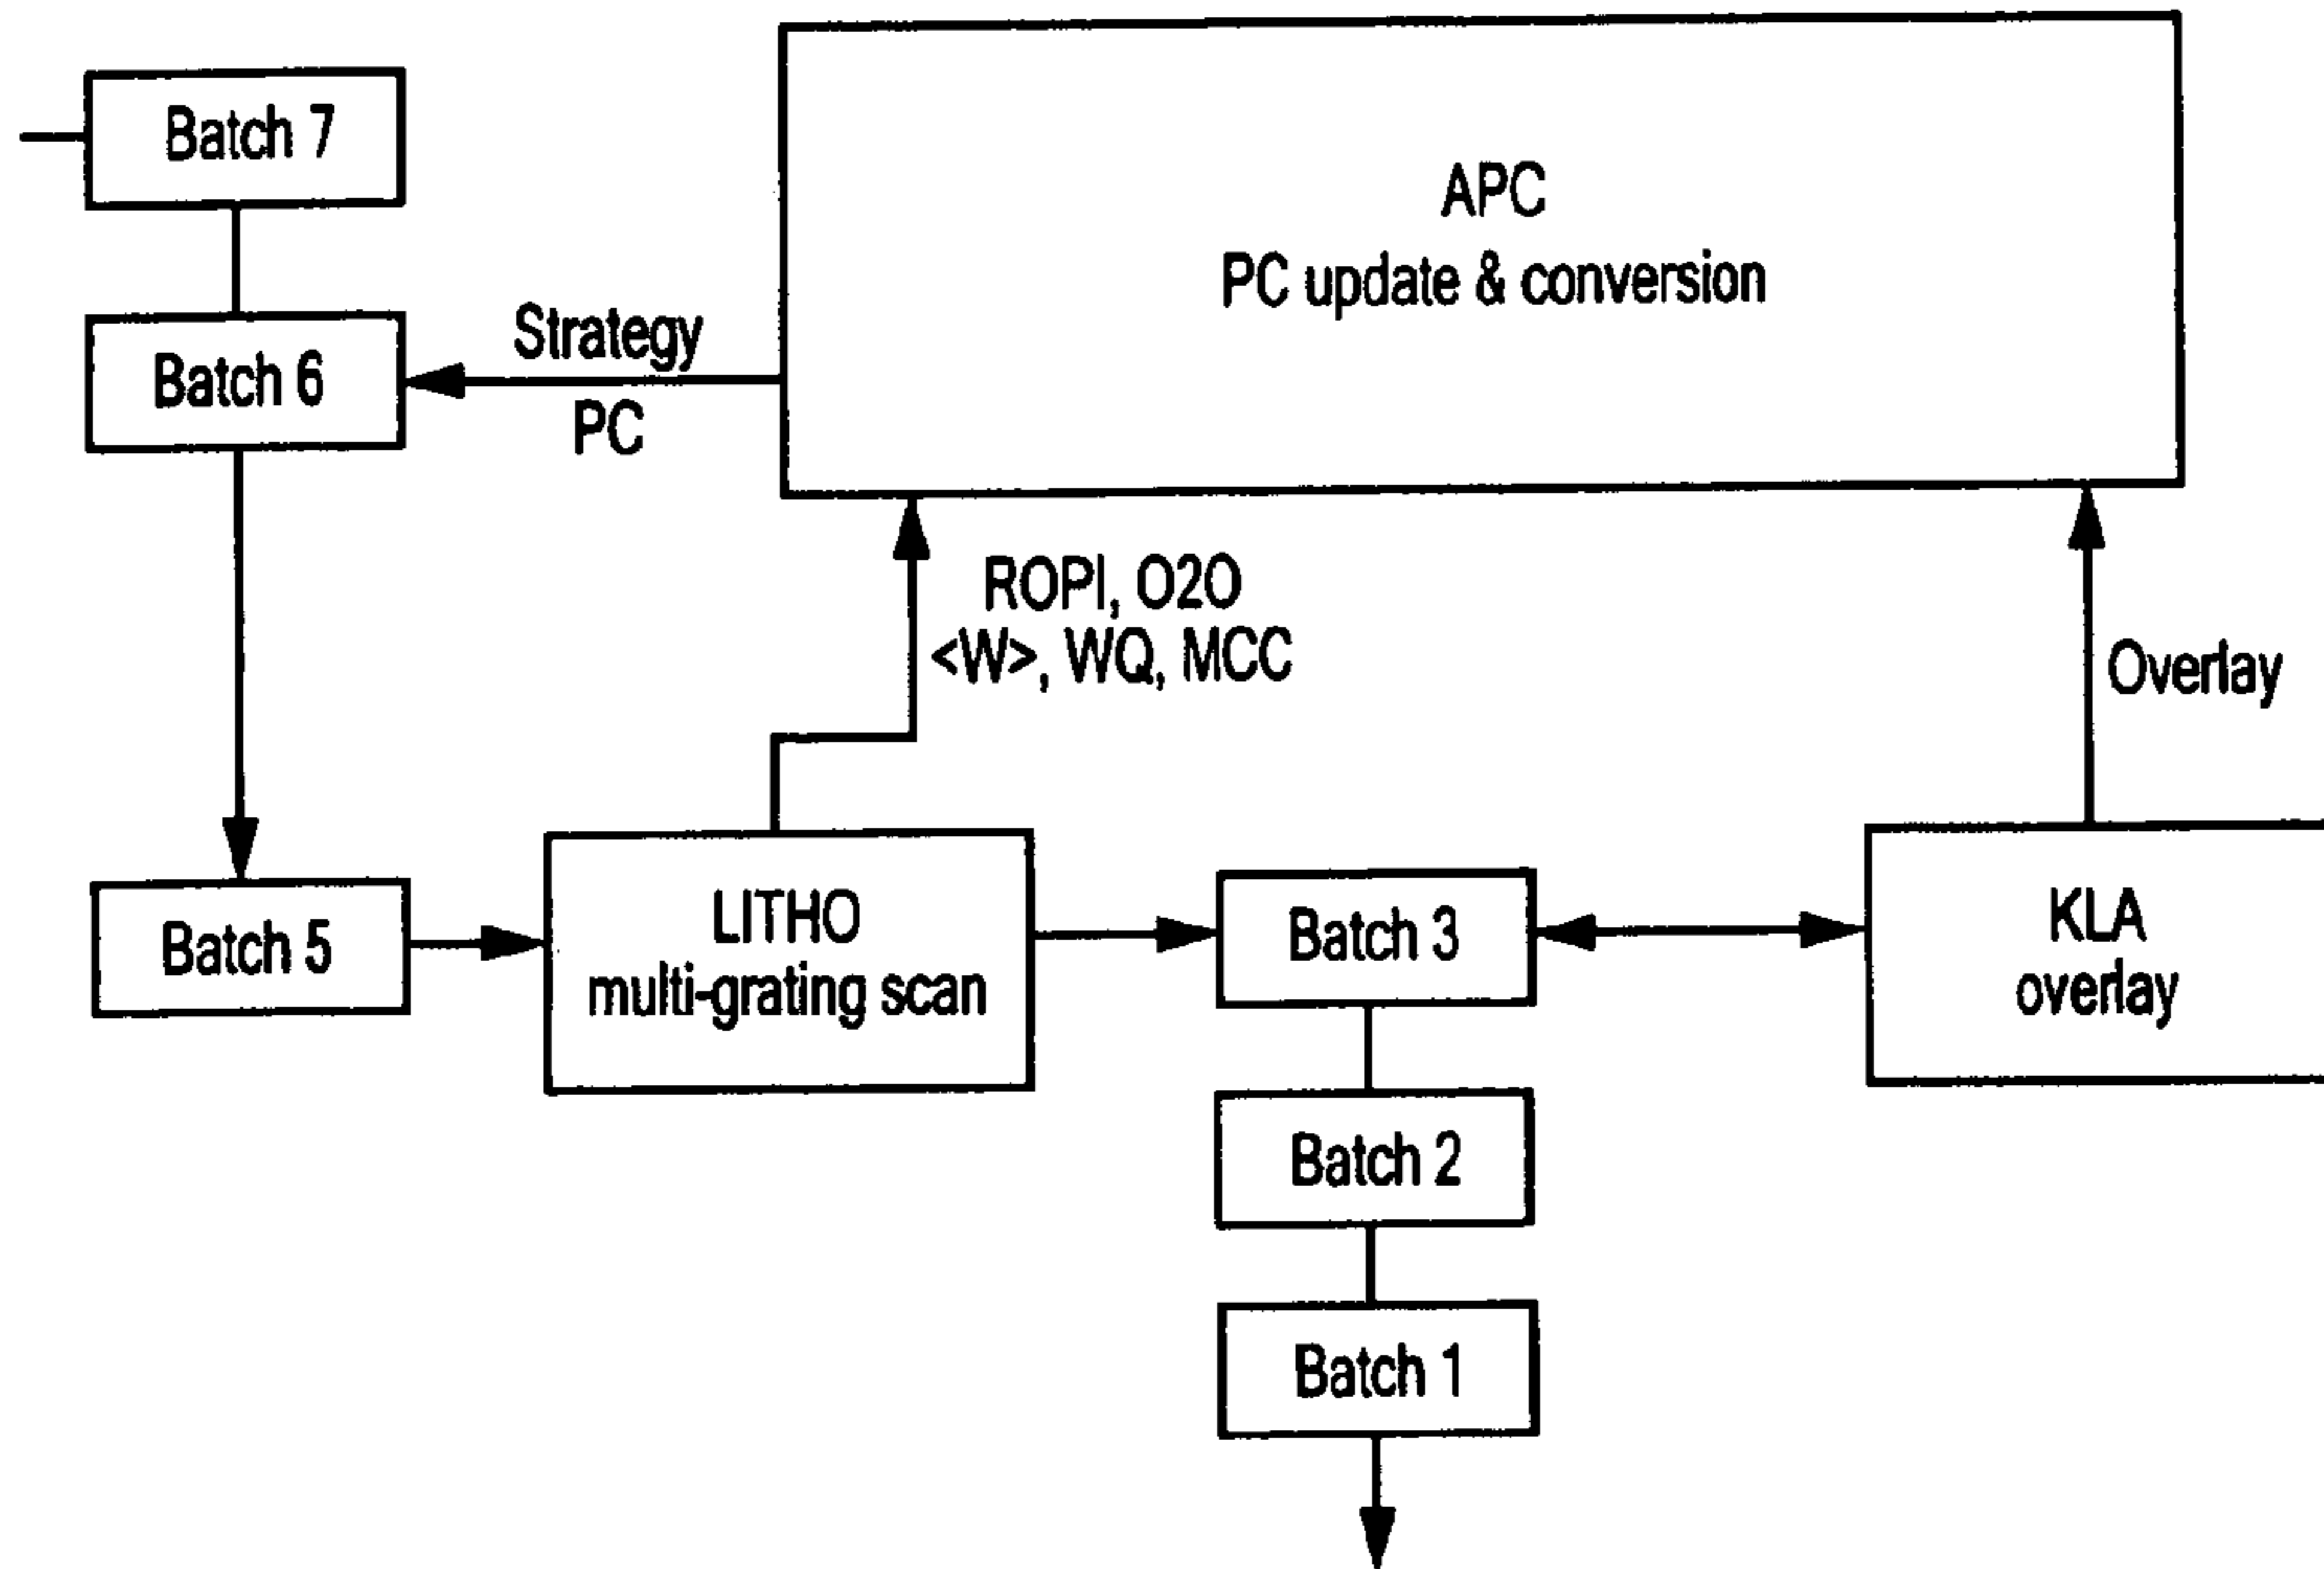 Batch 7
APC
PC update & conversion
Batch 6
Strategy
PC
ROPI, O2O
<W>, WQ, MCC
Overlay
Batch 5
LITHO
multi-grating scan
Batch 3
KLA
overlay
Batch 2
Batch 1